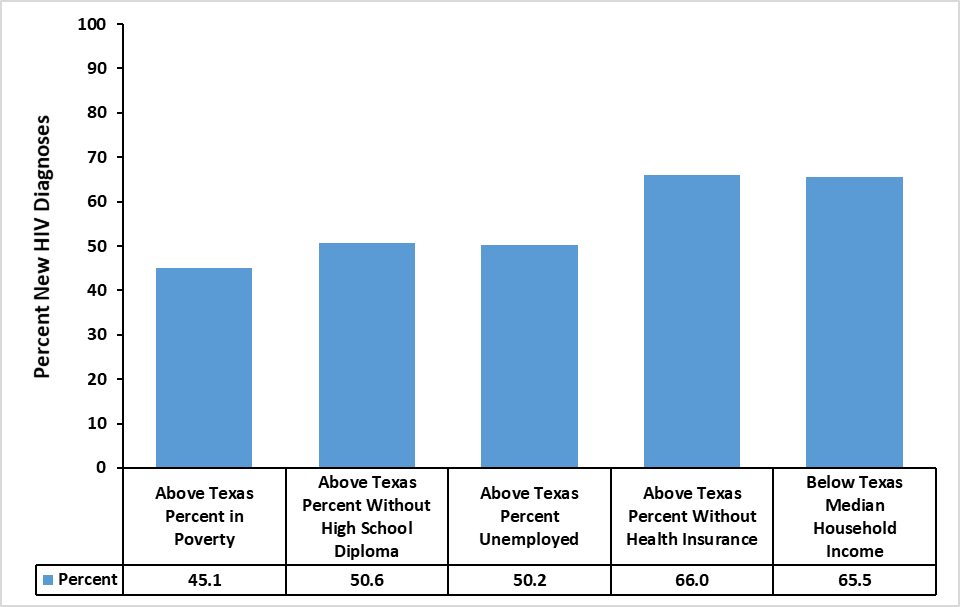 Percent New HIV Diagnoses
100
90
80
70
60
50
40
30
20
10
0
Above Texas
Percent in
Poverty
Above Texas
Percent Without
High School
Diploma
Above Texas
Percent
Unemployed
Above Texas
Percent Without
Health Insurance
Below Texas
Median
Household
Income
Percent 45.1 50.6 50.2 66.0 65.5